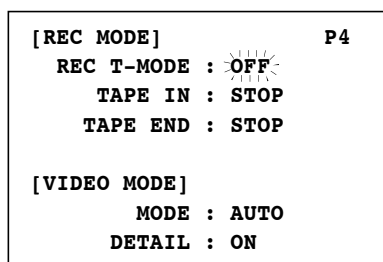 [REC MODE] P4
REC T-MODE : OFF
TAPE IN : STOP
TAPE END : STOP
[VIDEO MODE]
MODE : AUTO
DETAIL : ON